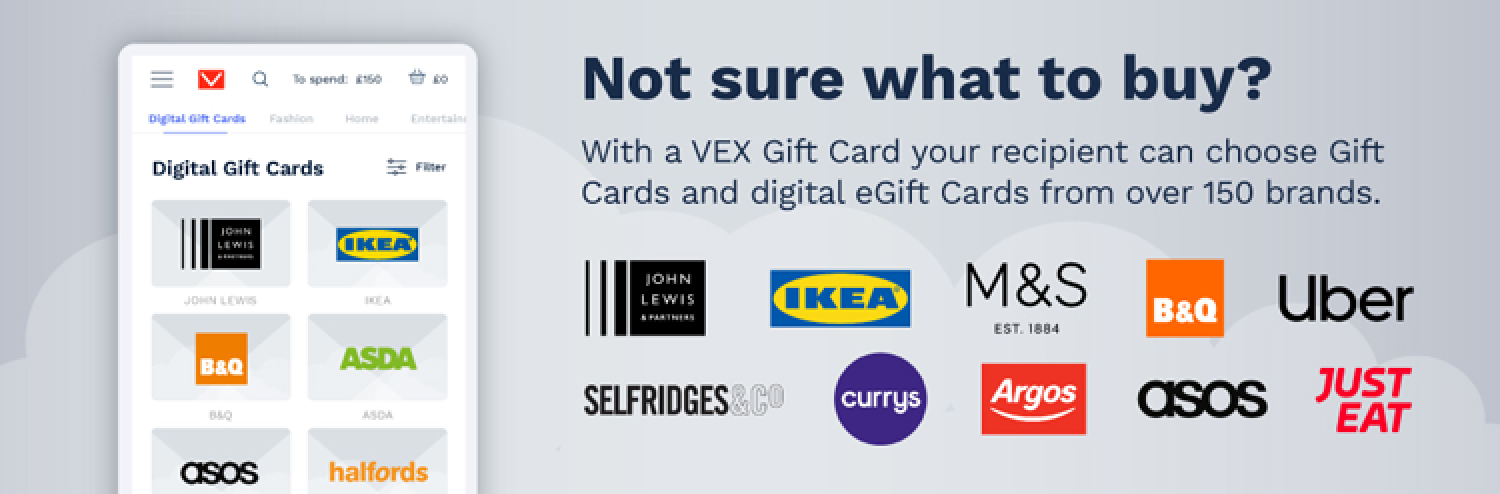 To spend: £150 £0
Digital Gift Cards Fashion Home Entertain
Digital Gift Cards Filter
JOHN
LEWIS
& PARTNERS
IKEA
JOHN LEWIS IKEA
B&Q ASDA
B&Q ASDA
asos halfords
Not sure what to buy?
With a VEX Gift Card your recipient can choose Gift
Cards and digital eGift Cards from over 150 brands.
JOHN
LEWIS
& PARTNERS
IKEA
M&S
EST. 1884
B&Q
Uber
SELFRIDGES&CO
currys
Argos
asos
JUST
EAT